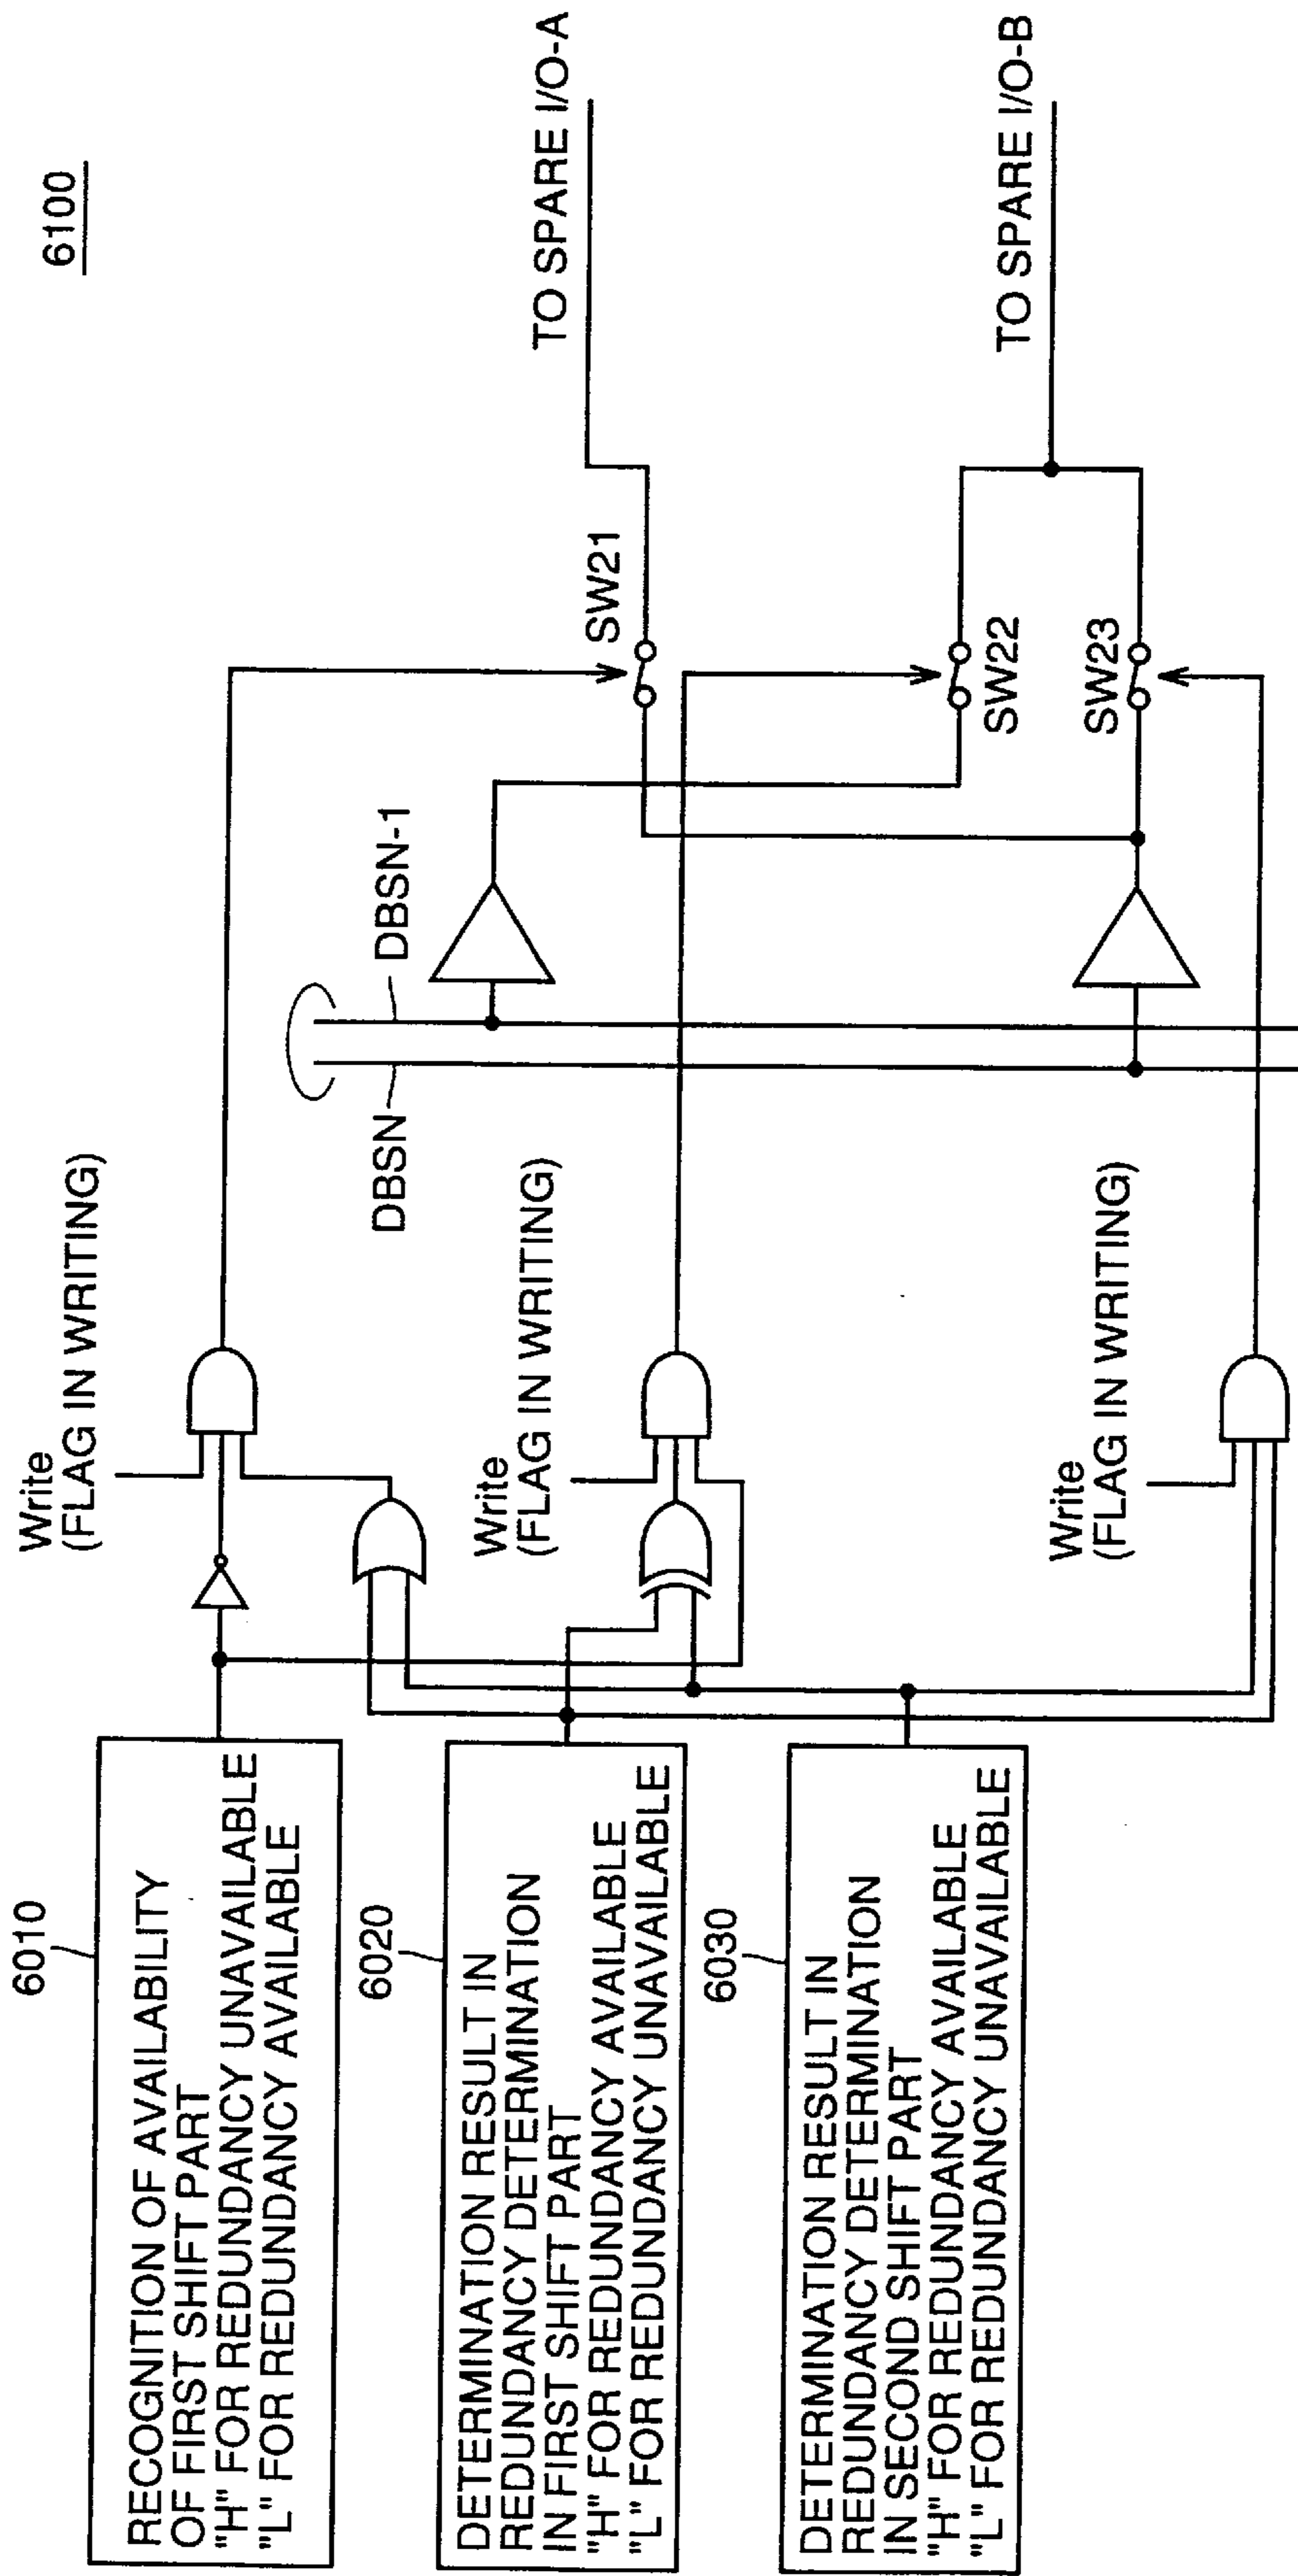 6100
6010
RECOGNITION OF AVAILABILITY
OF FIRST SHIFT PART
"H" FOR REDUNDANCY UNAVAILABLE
"L" FOR REDUNDANCY AVAILABLE
6020
DETERMINATION RESULT IN
REDUNDANCY DETERMINATION
IN FIRST SHIFT PART
"H" FOR REDUNDANCY AVAILABLE
"L" FOR REDUNDANCY UNAVAILABLE
6030
DETERMINATION RESULT IN
REDUNDANCY DETERMINATION
IN SECOND SHIFT PART
"H" FOR REDUNDANCY AVAILABLE
"L" FOR REDUNDANCY UNAVAILABLE
Write
(FLAG IN WRITING)
Write
(FLAG IN WRITING)
Write
(FLAG IN WRITING)
DBSN
DBSN-1
SW21
SW22
SW23
TO SPARE I/O-A
TO SPARE I/O-B